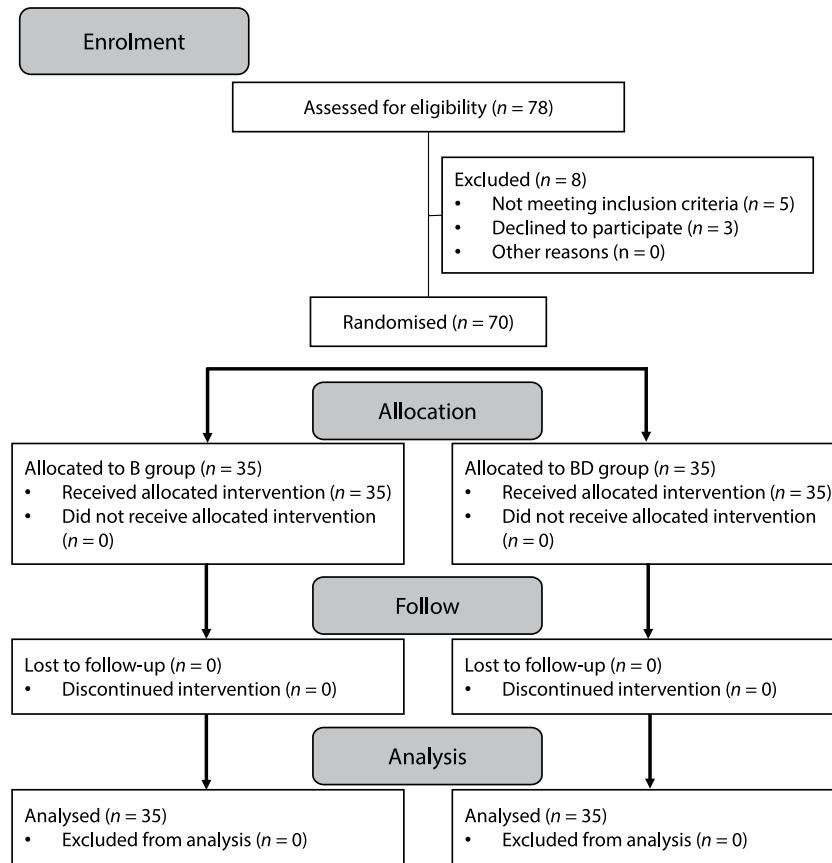 Enrolment
Assessed for eligibility (n = 78)
Excluded (n = 8)
• Not meeting inclusion criteria (n = 5)
• Declined to participate (n = 3)
• Other reasons (n = 0)
Randomised (n = 70)
Allocation
Allocated to B group (n = 35)
• Received allocated intervention (n = 35)
• Did not receive allocated intervention
(n = 0)
Allocated to BD group (n = 35)
• Received allocated intervention (n = 35)
• Did not receive allocated intervention
(n = 0)
Follow
Lost to follow-up (n = 0)
• Discontinued intervention (n = 0)
Lost to follow-up (n = 0)
• Discontinued intervention (n = 0)
Analysis
Analysed (n = 35)
• Excluded from analysis (n = 0)
Analysed (n = 35)
• Excluded from analysis (n = 0)